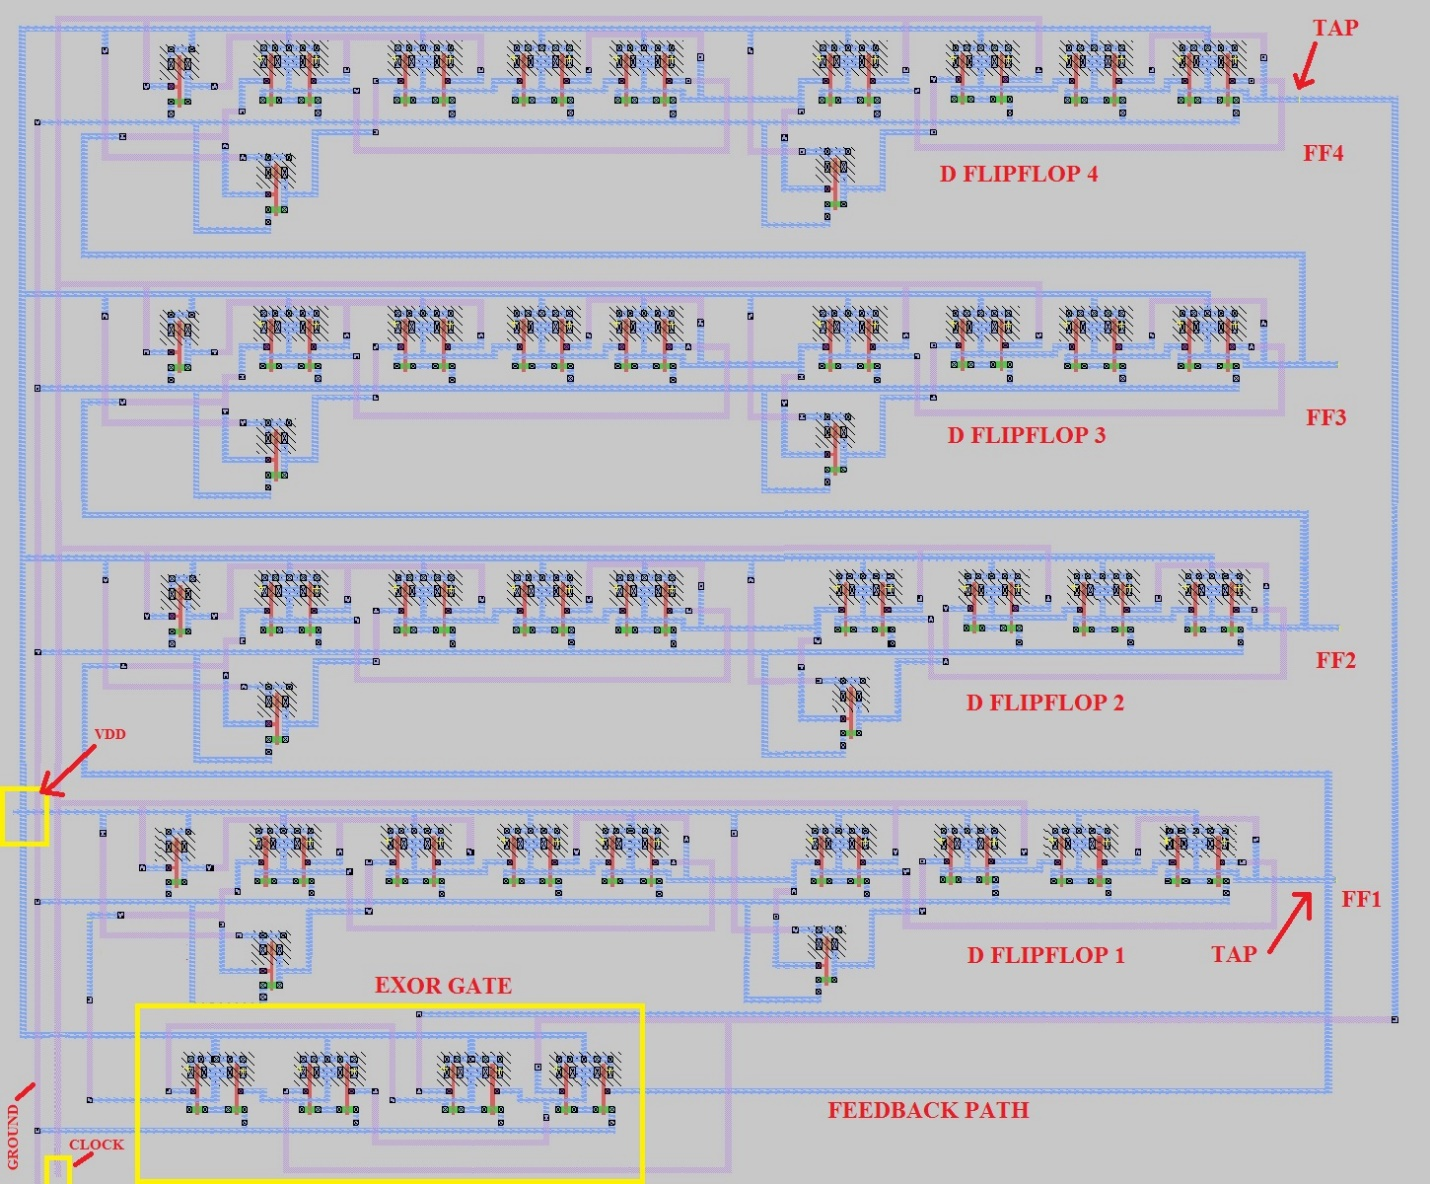 TAP
FF4
D FLIPFLOP 4
FF3
D FLIPFLOP 3
FF2
D FLIPFLOP 2
VDD
FF1
D FLIPFLOP 1
TAP
EXOR GATE
FEEDBACK PATH
GROUND
CLOCK